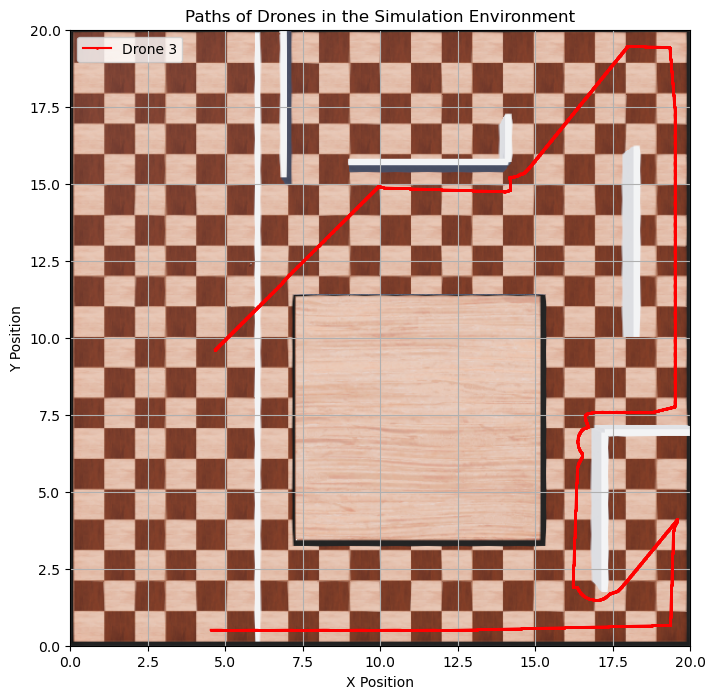 Paths of Drones in the Simulation Environment
Drone 3
20.0
17.5
15.0
12.5
10.0
7.5
5.0
2.5
0.0
Y Position
0.0 2.5 5.0 7.5 10.0 12.5 15.0 17.5 20.0
X Position